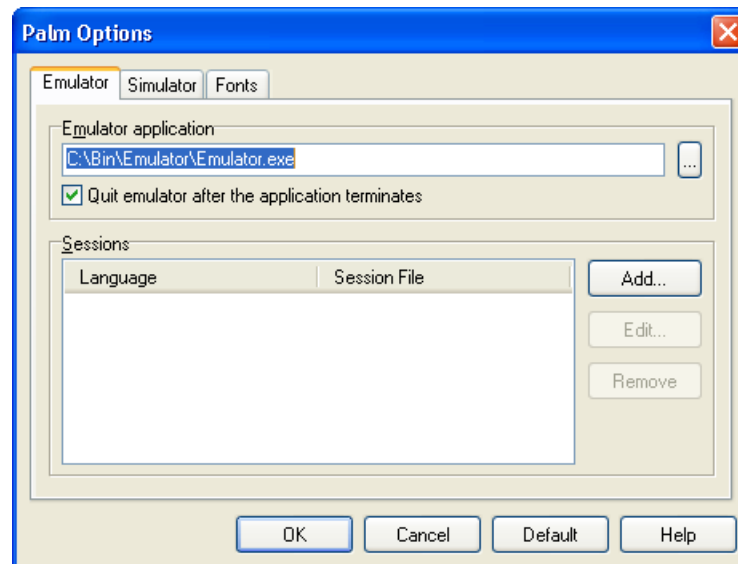 Palm Options
Emulator Simulator Fonts
Emulator application
C:\Bin\Emulator\Emulator.exe ...
Quit emulator after the application terminates
Sessions
Language Session File Add...
Edit...
Remove
OK Cancel Default Help